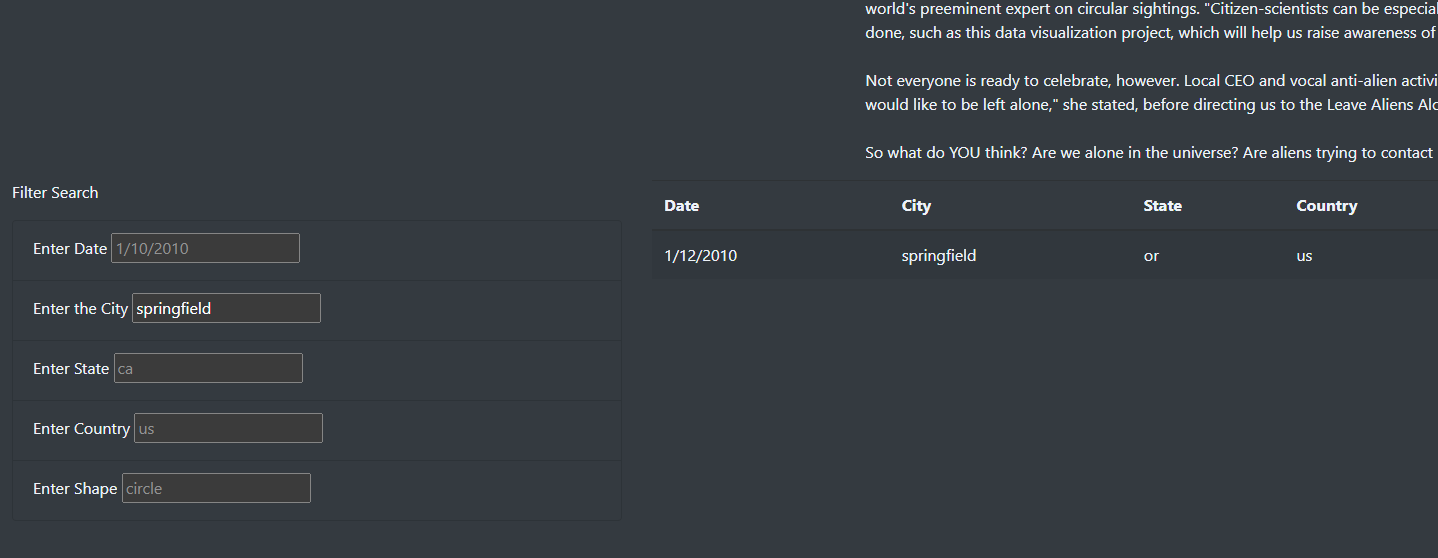 world's preeminent expert on circular sightings. "Citizen-scientists can be especial
done, such as this data visualization project, which will help us raise awareness of
Not everyone is ready to celebrate, however. Local CEO and vocal anti-alien activi
would like to be left alone," she stated, before directing us to the Leave Aliens Alo
So what do YOU think? Are we alone in the universe? Are aliens trying to contact
Filter Search
Date City State Country
Enter Date 1/10/2010
1/12/2010 springfield or us
Enter the City springfield
Enter State ca
Enter Country us
Enter Shape circle